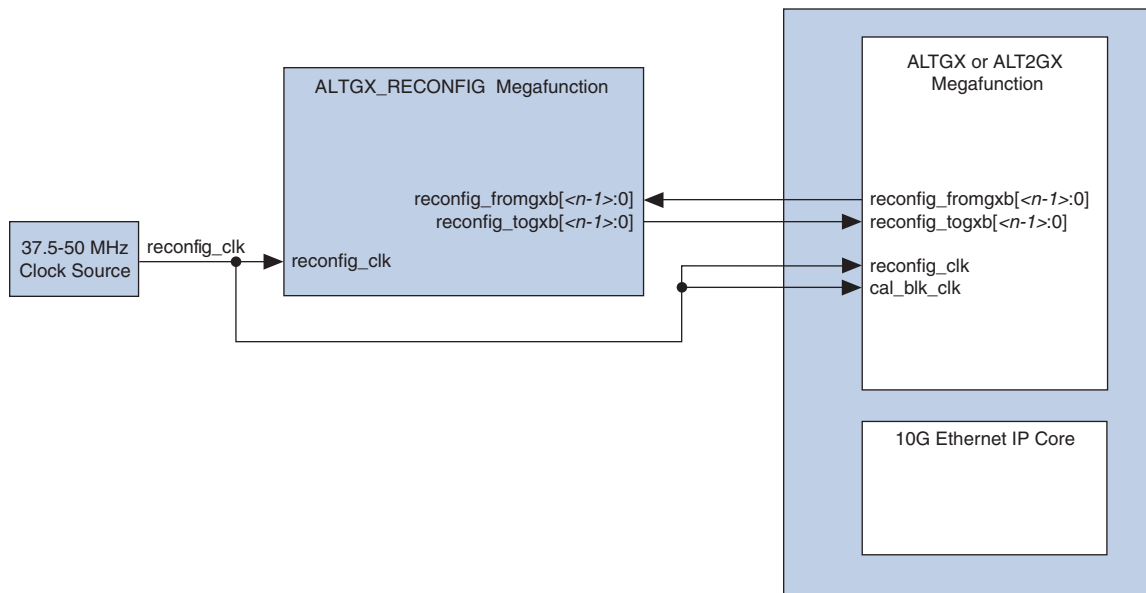 ALTGX_RECONFIG Megafunction
reconfig_fromgxb[<n-1>:0]
reconfig_togxb[<n-1>:0]
reconfig_clk
37.5-50 MHz
Clock Source
reconfig_clk
ALTGX or ALT2GX
Megafunction
reconfig_fromgxb[<n-1>:0]
reconfig_togxb[<n-1>:0]
reconfig_clk
cal_blk_clk
10G Ethernet IP Core